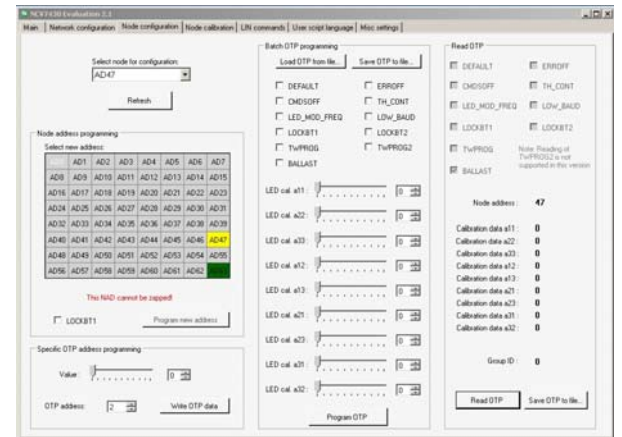 NCV7430 Evaluation 2.1
Main Network configuration Node configuration Node calibration LIN commands User script language Misc settings
Select node for configuration:
AD47
Refresh
Node address programming
Select new address:
AD1 AD2 AD3 AD4 AD5 AD6 AD7
AD8 AD9 AD10 AD11 AD12 AD13 AD14 AD15
AD16 AD17 AD18 AD19 AD20 AD21 AD22 AD23
AD24 AD25 AD26 AD27 AD28 AD29 AD30 AD31
AD32 AD33 AD34 AD35 AD36 AD37 AD38 AD39
AD40 AD41 AD42 AD43 AD44 AD45 AD46 AD47
AD48 AD49 AD50 AD51 AD52 AD53 AD54 AD55
AD56 AD57 AD58 AD59 AD60 AD61 AD62
This NAD cannot be zapped!
LOCKBT1
Program new address
Specific OTP address programming
Value:
0
OTP address:
2
Write OTP data
Batch OTP programming
Load OTP from file...
Save OTP to file...
DEFAULT
ERROFF
CMDSOFF
TH_CONT
LED_MOD_FREQ
LOW_BAUD
LOCKBT1
LOCKBT2
TWPROG
TWPROG2
BALLAST
LED cal. a11: 0
LED cal. a22: 0
LED cal. a33: 0
LED cal. a12: 0
LED cal. a13: 0
LED cal. a21: 0
LED cal. a23: 0
LED cal. a31: 0
LED cal. a32: 0
Program OTP
Read OTP
DEFAULT
ERROFF
CMDSOFF
TH_CONT
LED_MOD_FREQ
LOW_BAUD
LOCKBT1
LOCKBT2
TWPROG
Note: Reading of
TWPROG2 is not
supported in this version
BALLAST
Node address: 47
Calibration data a11: 0
Calibration data a22: 0
Calibration data a33: 0
Calibration data a12: 0
Calibration data a13: 0
Calibration data a21: 0
Calibration data a23: 0
Calibration data a31: 0
Calibration data a32: 0
Group ID: 0
Read OTP
Save OTP to file...